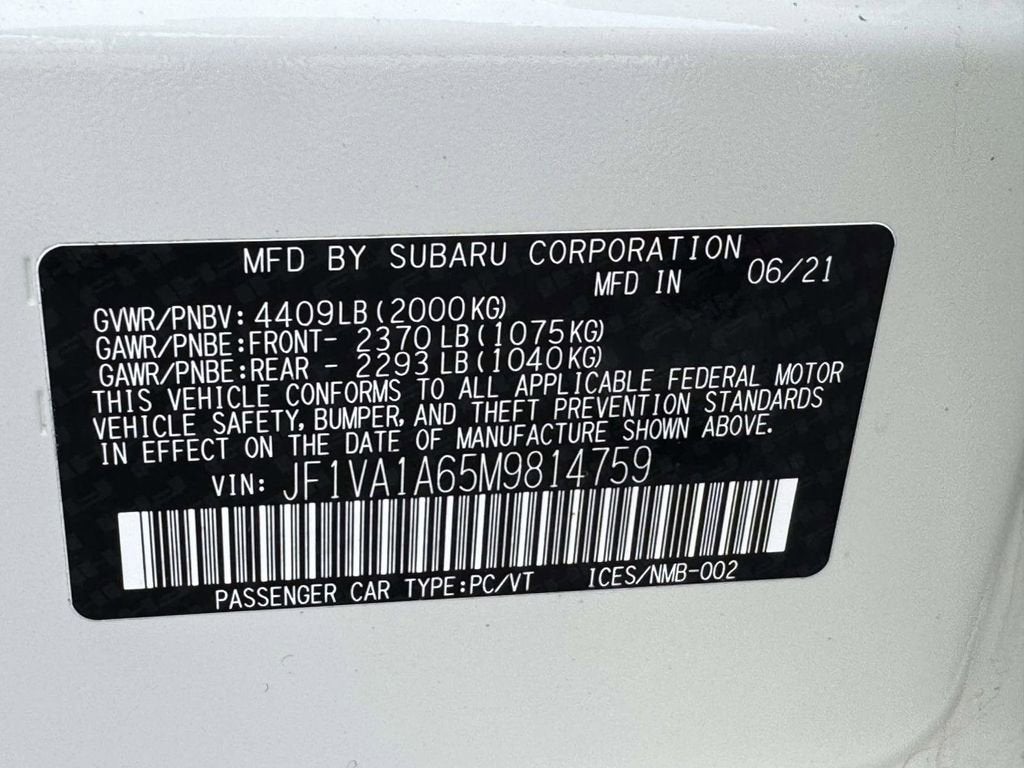 MFD BY SUBARU CORPORATION
MFD IN 06/21
GVWR/PNBV: 4409LB(2000KG)
GAWR/PNBE:FRONT- 2370LB(1075KG)
GAWR/PNBE:REAR - 2293LB(1040KG)
THIS VEHICLE CONFORMS TO ALL APPLICABLE FEDERAL MOTOR
VEHICLE SAFETY, BUMPER, AND THEFT PREVENTION STANDARDS
IN EFFECT ON THE DATE OF MANUFACTURE SHOWN ABOVE.
VIN: JF1VA1A65M9814759
PASSENGER CAR TYPE:PC/VT ICES/NMB-002